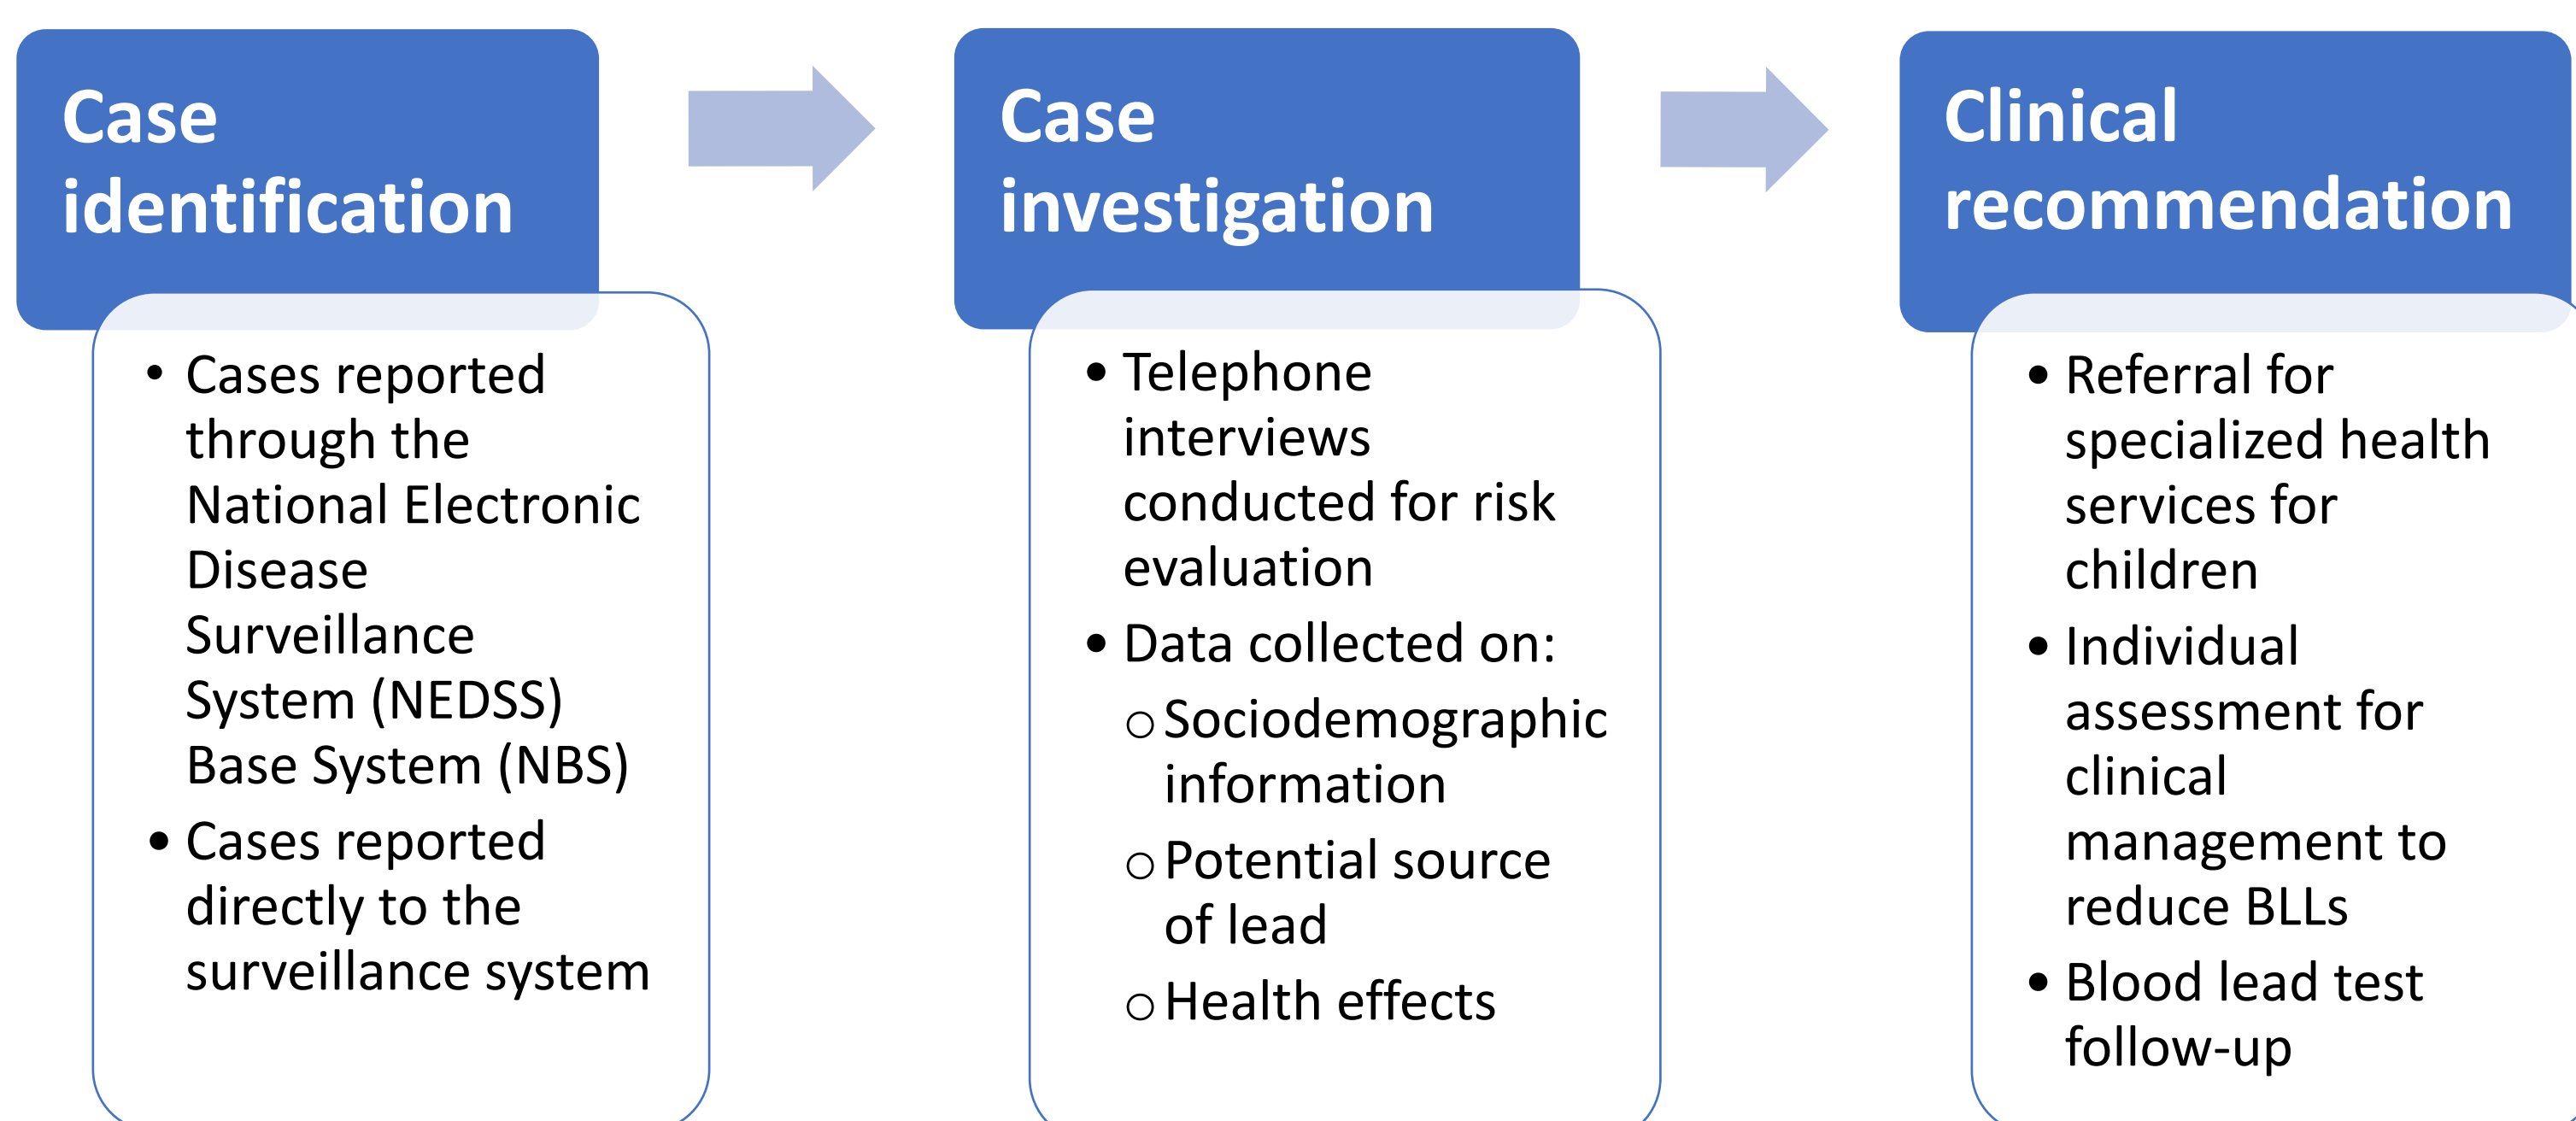 Case
identification
• Cases reported
through the
National Electronic
Disease
Surveillance
System (NEDSS)
Base System (NBS)
• Cases reported
directly to the
surveillance system
Case
investigation
• Telephone
interviews
conducted for risk
evaluation
• Data collected on:
○ Sociodemographic
information
○ Potential source
of lead
○ Health effects
Clinical
recommendation
• Referral for
specialized health
services for
children
• Individual
assessment for
clinical
management to
reduce BLLs
• Blood lead test
follow-up